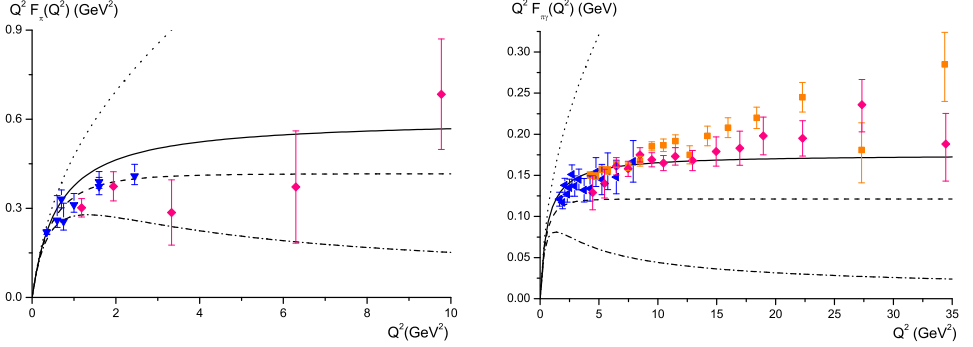 Q² F_π(Q²) (GeV²)
0.9
0.6
0.3
0.0
0 2 4 6 8 10
Q²(GeV²)
Q² F_πγ(Q²) (GeV)
0.30
0.25
0.20
0.15
0.10
0.05
0.00
0 5 10 15 20 25 30 35
Q² (GeV²)